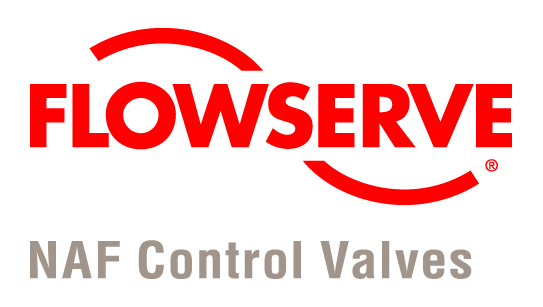 FLOWSERVE
®
NAF Control Valves